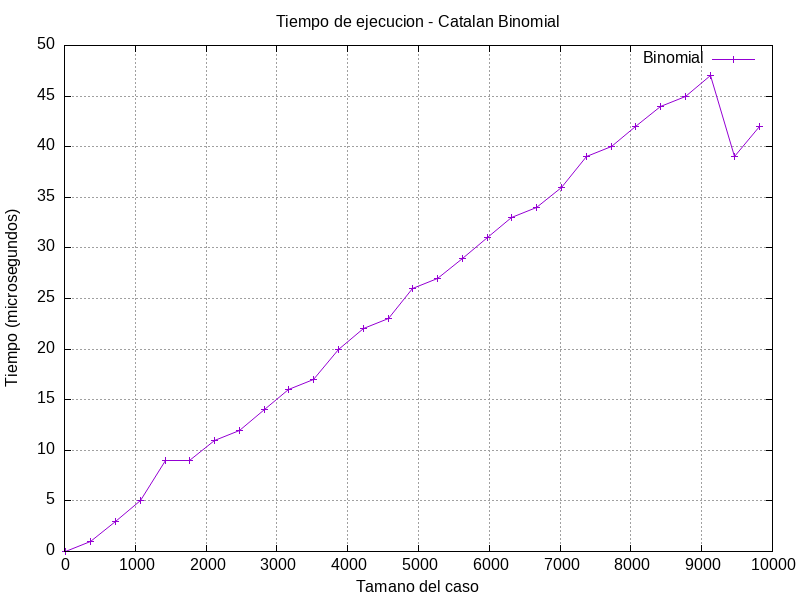 Tiempo de ejecucion - Catalan Binomial
Binomial
Tiempo (microsegundos)
50
45
40
35
30
25
20
15
10
5
0
0 1000 2000 3000 4000 5000 6000 7000 8000 9000 10000
Tamano del caso